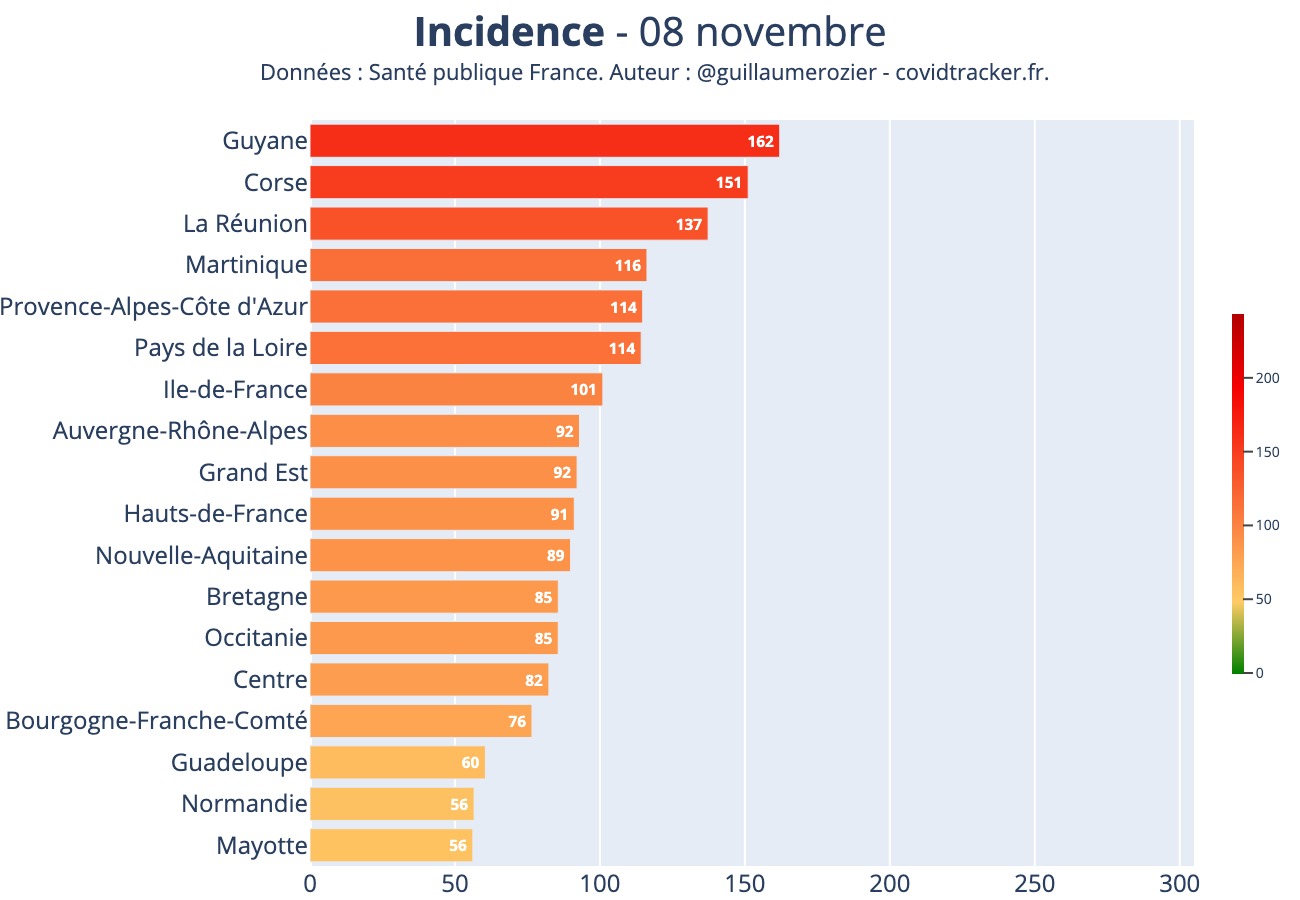 Incidence - 08 novembre
Données : Santé publique France. Auteur : @guillaumerozier - covidtracker.fr.
Guyane 162
Corse 151
La Réunion 137
Martinique 116
Provence-Alpes-Côte d'Azur 114
Pays de la Loire 114
Ile-de-France 101
Auvergne-Rhône-Alpes 92
Grand Est 92
Hauts-de-France 91
Nouvelle-Aquitaine 89
Bretagne 85
Occitanie 85
Centre 82
Bourgogne-Franche-Comté 76
Guadeloupe 60
Normandie 56
Mayotte 56
0 50 100 150 200 250 300
200
150
100
50
0